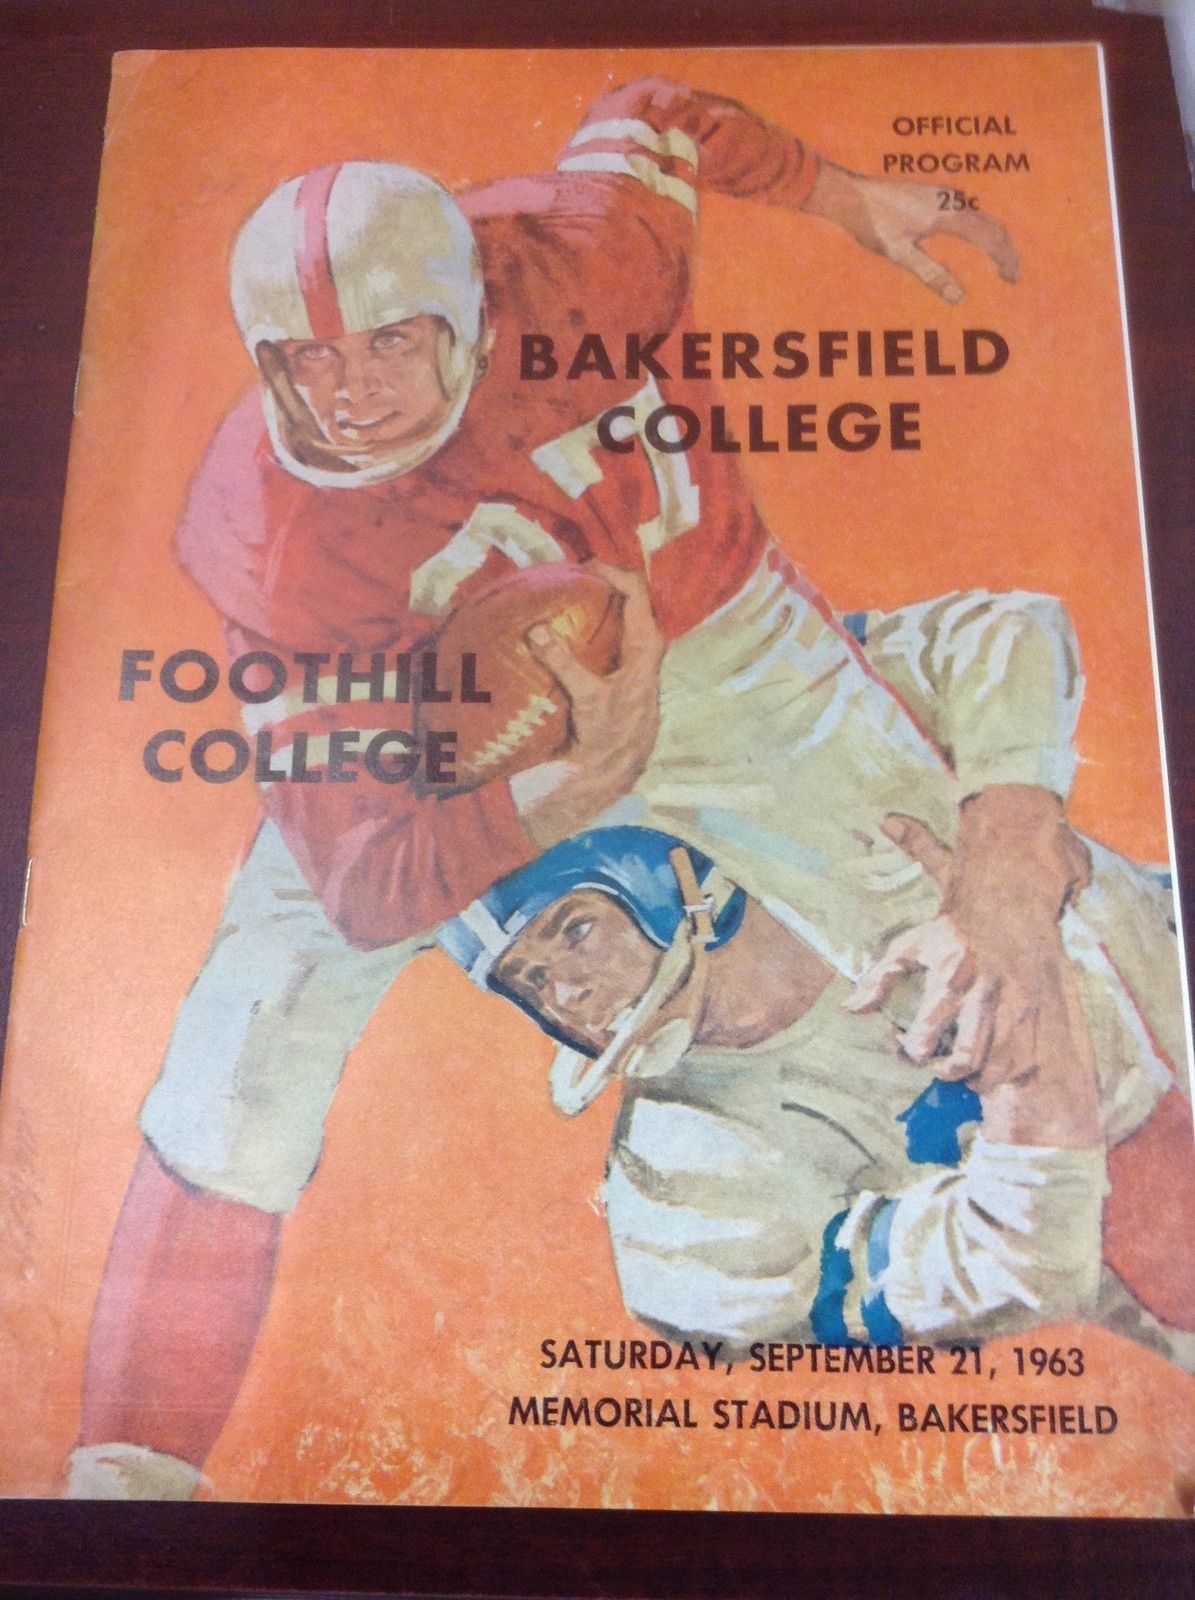 OFFICIAL
PROGRAM
25c
BAKERSFIELD
COLLEGE
FOOTHILL
COLLEGE
SATURDAY, SEPTEMBER 21, 1963
MEMORIAL STADIUM, BAKERSFIELD